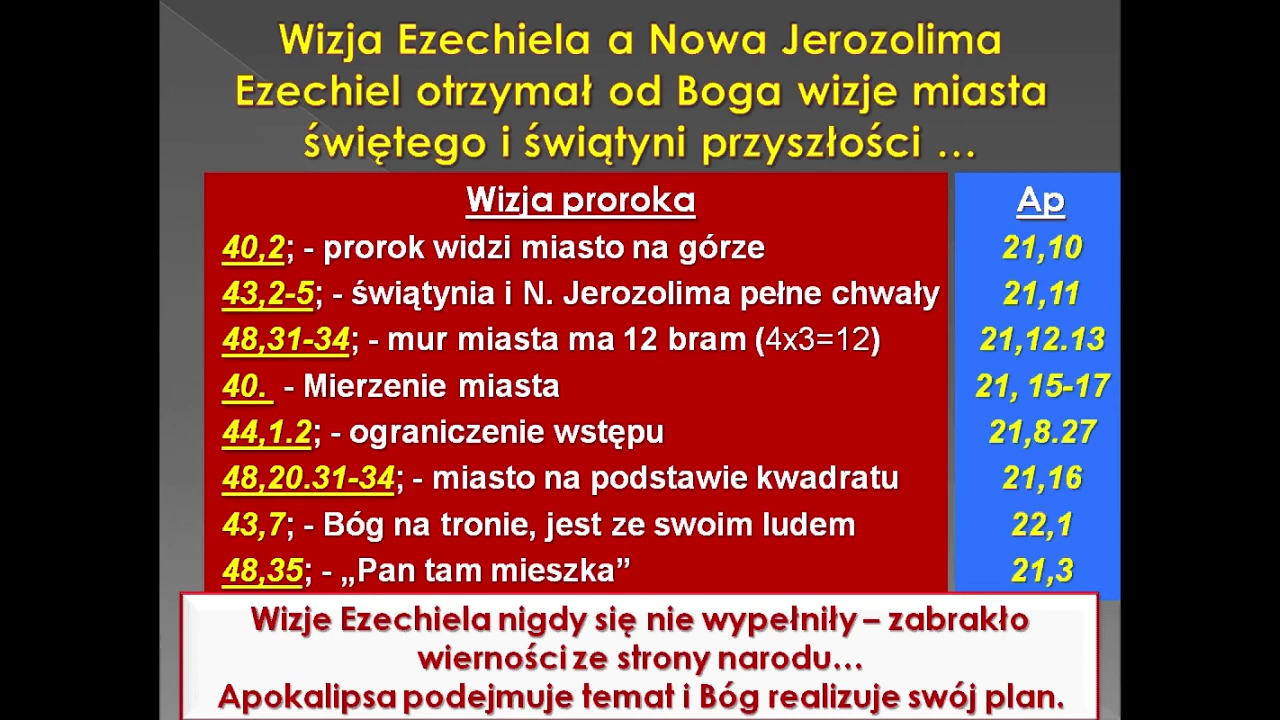 Wizja Ezechiela a Nowa Jerozolima
Ezechiel otrzymał od Boga wizje miasta
świętego i świątyni przyszłości ...
Wizja proroka Ap
40,2; - prorok widzi miasto na górze 21,10
43,2-5; - świątynia i N. Jerozolima pełne chwały 21,11
48,31-34; - mur miasta ma 12 bram (4x3=12) 21,12.13
40. - Mierzenie miasta 21, 15-17
44,1.2; - ograniczenie wstępu 21,8.27
48,20.31-34; - miasto na podstawie kwadratu 21,16
43,7; - Bóg na tronie, jest ze swoim ludem 22,1
48,35; - „Pan tam mieszka” 21,3
Wizje Ezechiela nigdy się nie wypełniły – zabrakło
wierności ze strony narodu...
Apokalipsa podejmuje temat i Bóg realizuje swój plan.